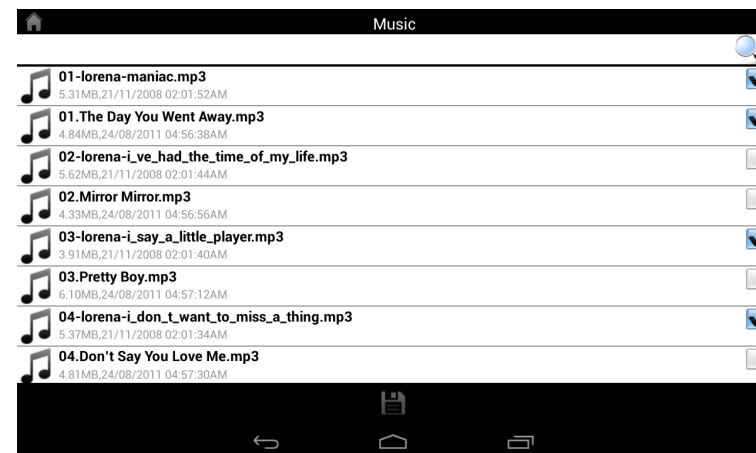 Music
01-lorena-maniac.mp3
5.31MB,21/11/2008 02:01:52AM
01.The Day You Went Away.mp3
4.84MB,24/08/2011 04:56:38AM
02-lorena-i_ve_had_the_time_of_my_life.mp3
5.62MB,21/11/2008 02:01:44AM
02.Mirror Mirror.mp3
4.33MB,24/08/2011 04:56:56AM
03-lorena-i_say_a_little_player.mp3
3.91MB,21/11/2008 02:01:40AM
03.Pretty Boy.mp3
6.10MB,24/08/2011 04:57:12AM
04-lorena-i_don_t_want_to_miss_a_thing.mp3
5.37MB,21/11/2008 02:01:34AM
04.Don't Say You Love Me.mp3
4.81MB,24/08/2011 04:57:30AM